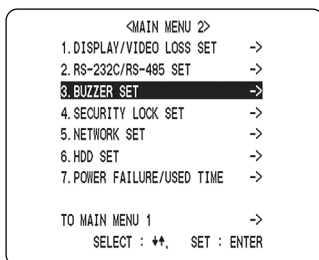 <MAIN MENU 2>
1. DISPLAY/VIDEO LOSS SET ->
2. RS-232C/RS-485 SET ->
3. BUZZER SET ->
4. SECURITY LOCK SET ->
5. NETWORK SET ->
6. HDD SET ->
7. POWER FAILURE/USED TIME ->
TO MAIN MENU 1 ->
SELECT : ↓↑, SET : ENTER